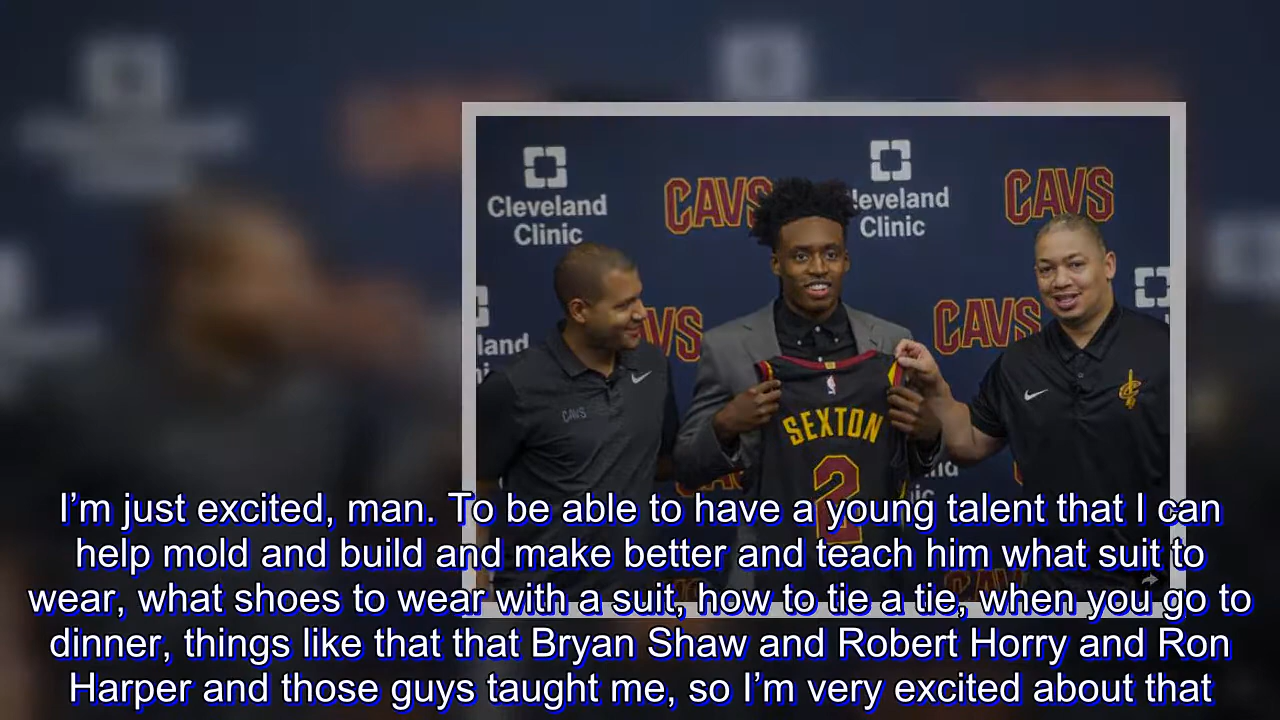 Cleveland
Clinic
CAVS
Cleveland
Clinic
CAVS
CAVS
CAVS
land
SEXTON
2
CAVS
I'm just excited, man. To be able to have a young talent that I can
help mold and build and make better and teach him what suit to
wear, what shoes to wear with a suit, how to tie a tie, when you go to
dinner, things like that that Bryan Shaw and Robert Horry and Ron
Harper and those guys taught me, so I'm very excited about that